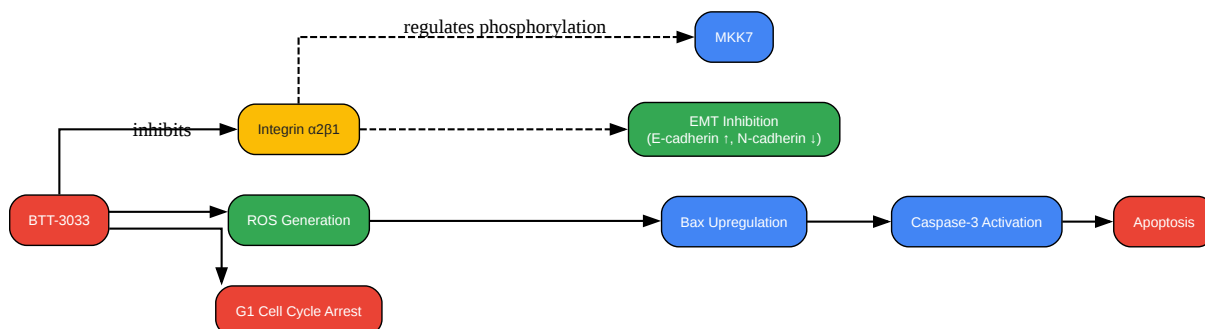 regulates phosphorylation
MKK7
inhibits
Integrin α2β1
EMT Inhibition
(E-cadherin ↑, N-cadherin ↓)
BTT-3033
ROS Generation
Bax Upregulation
Caspase-3 Activation
Apoptosis
G1 Cell Cycle Arrest